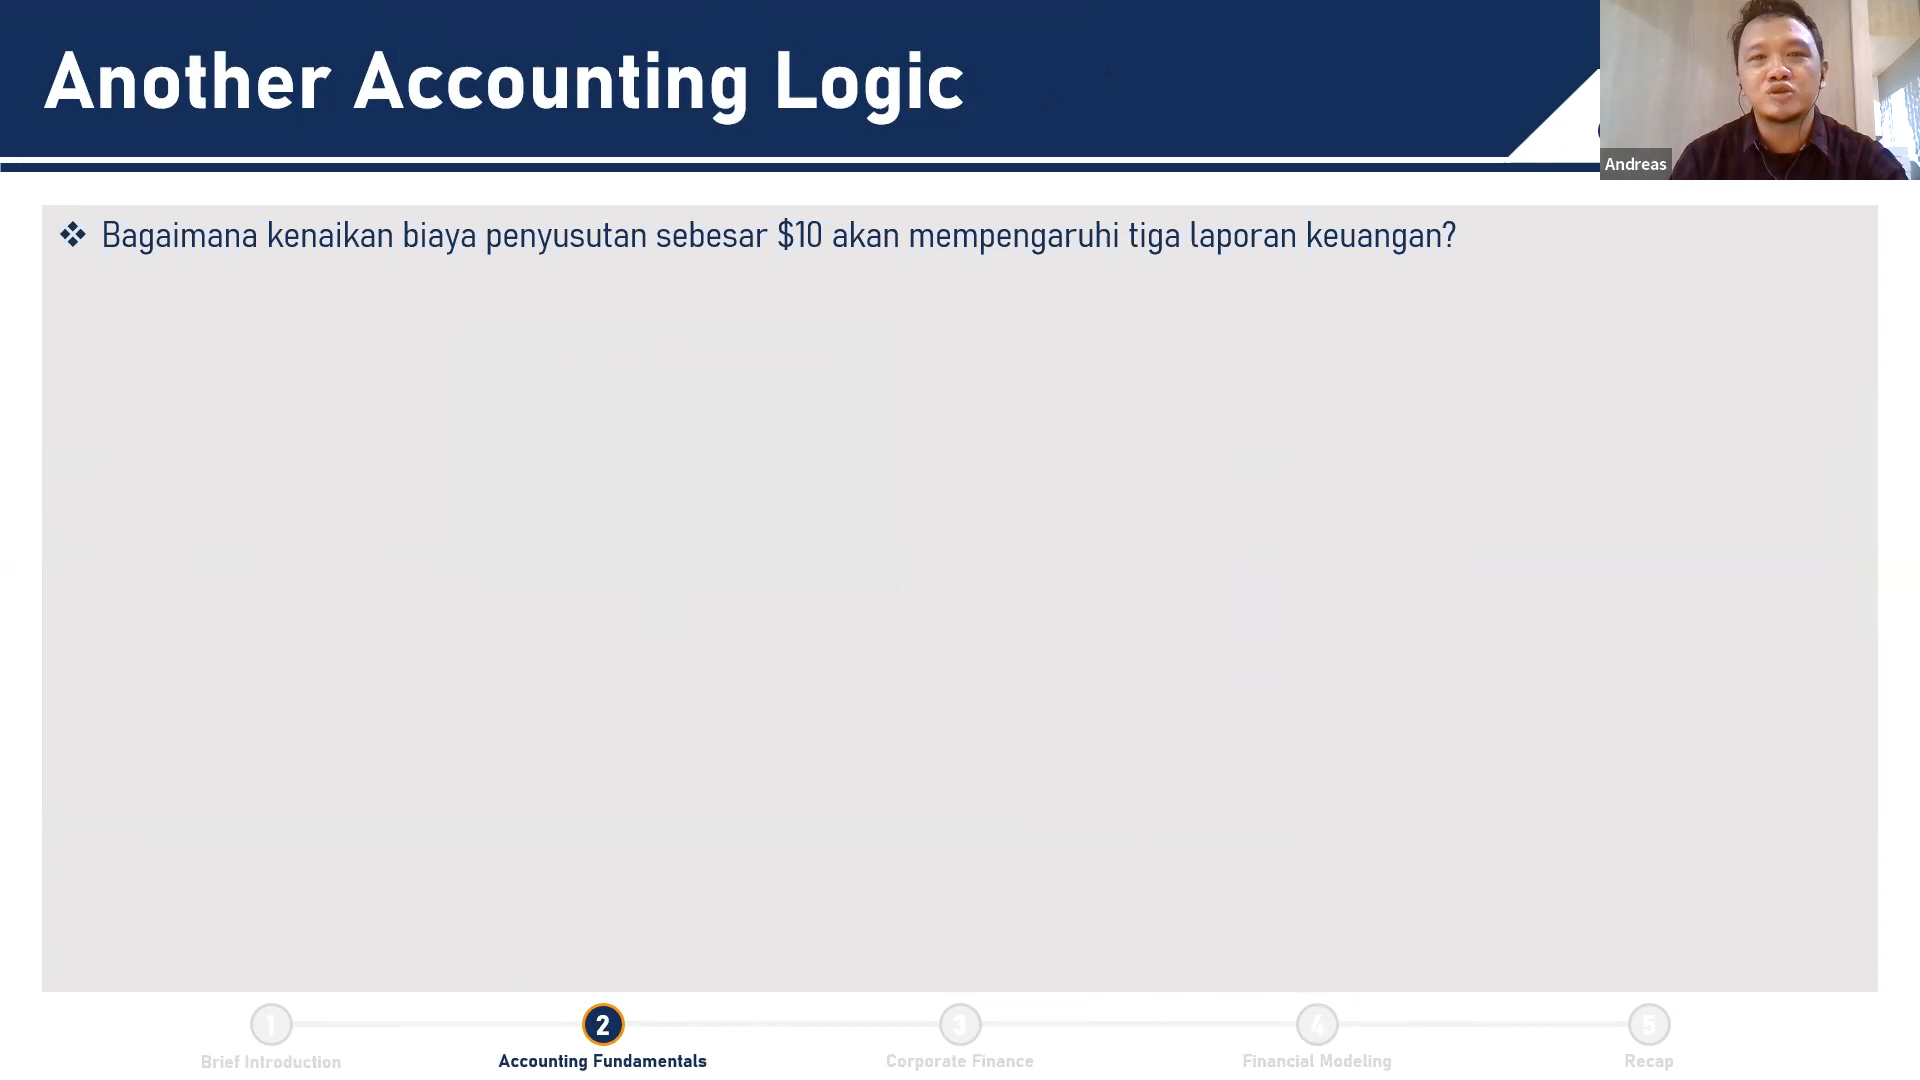 Another Accounting Logic
Andreas
Bagaimana kenaikan biaya penyusutan sebesar $10 akan mempengaruhi tiga laporan keuangan?
1
2
3
4
5
Brief Introduction
Accounting Fundamentals
Corporate Finance
Financial Modeling
Recap